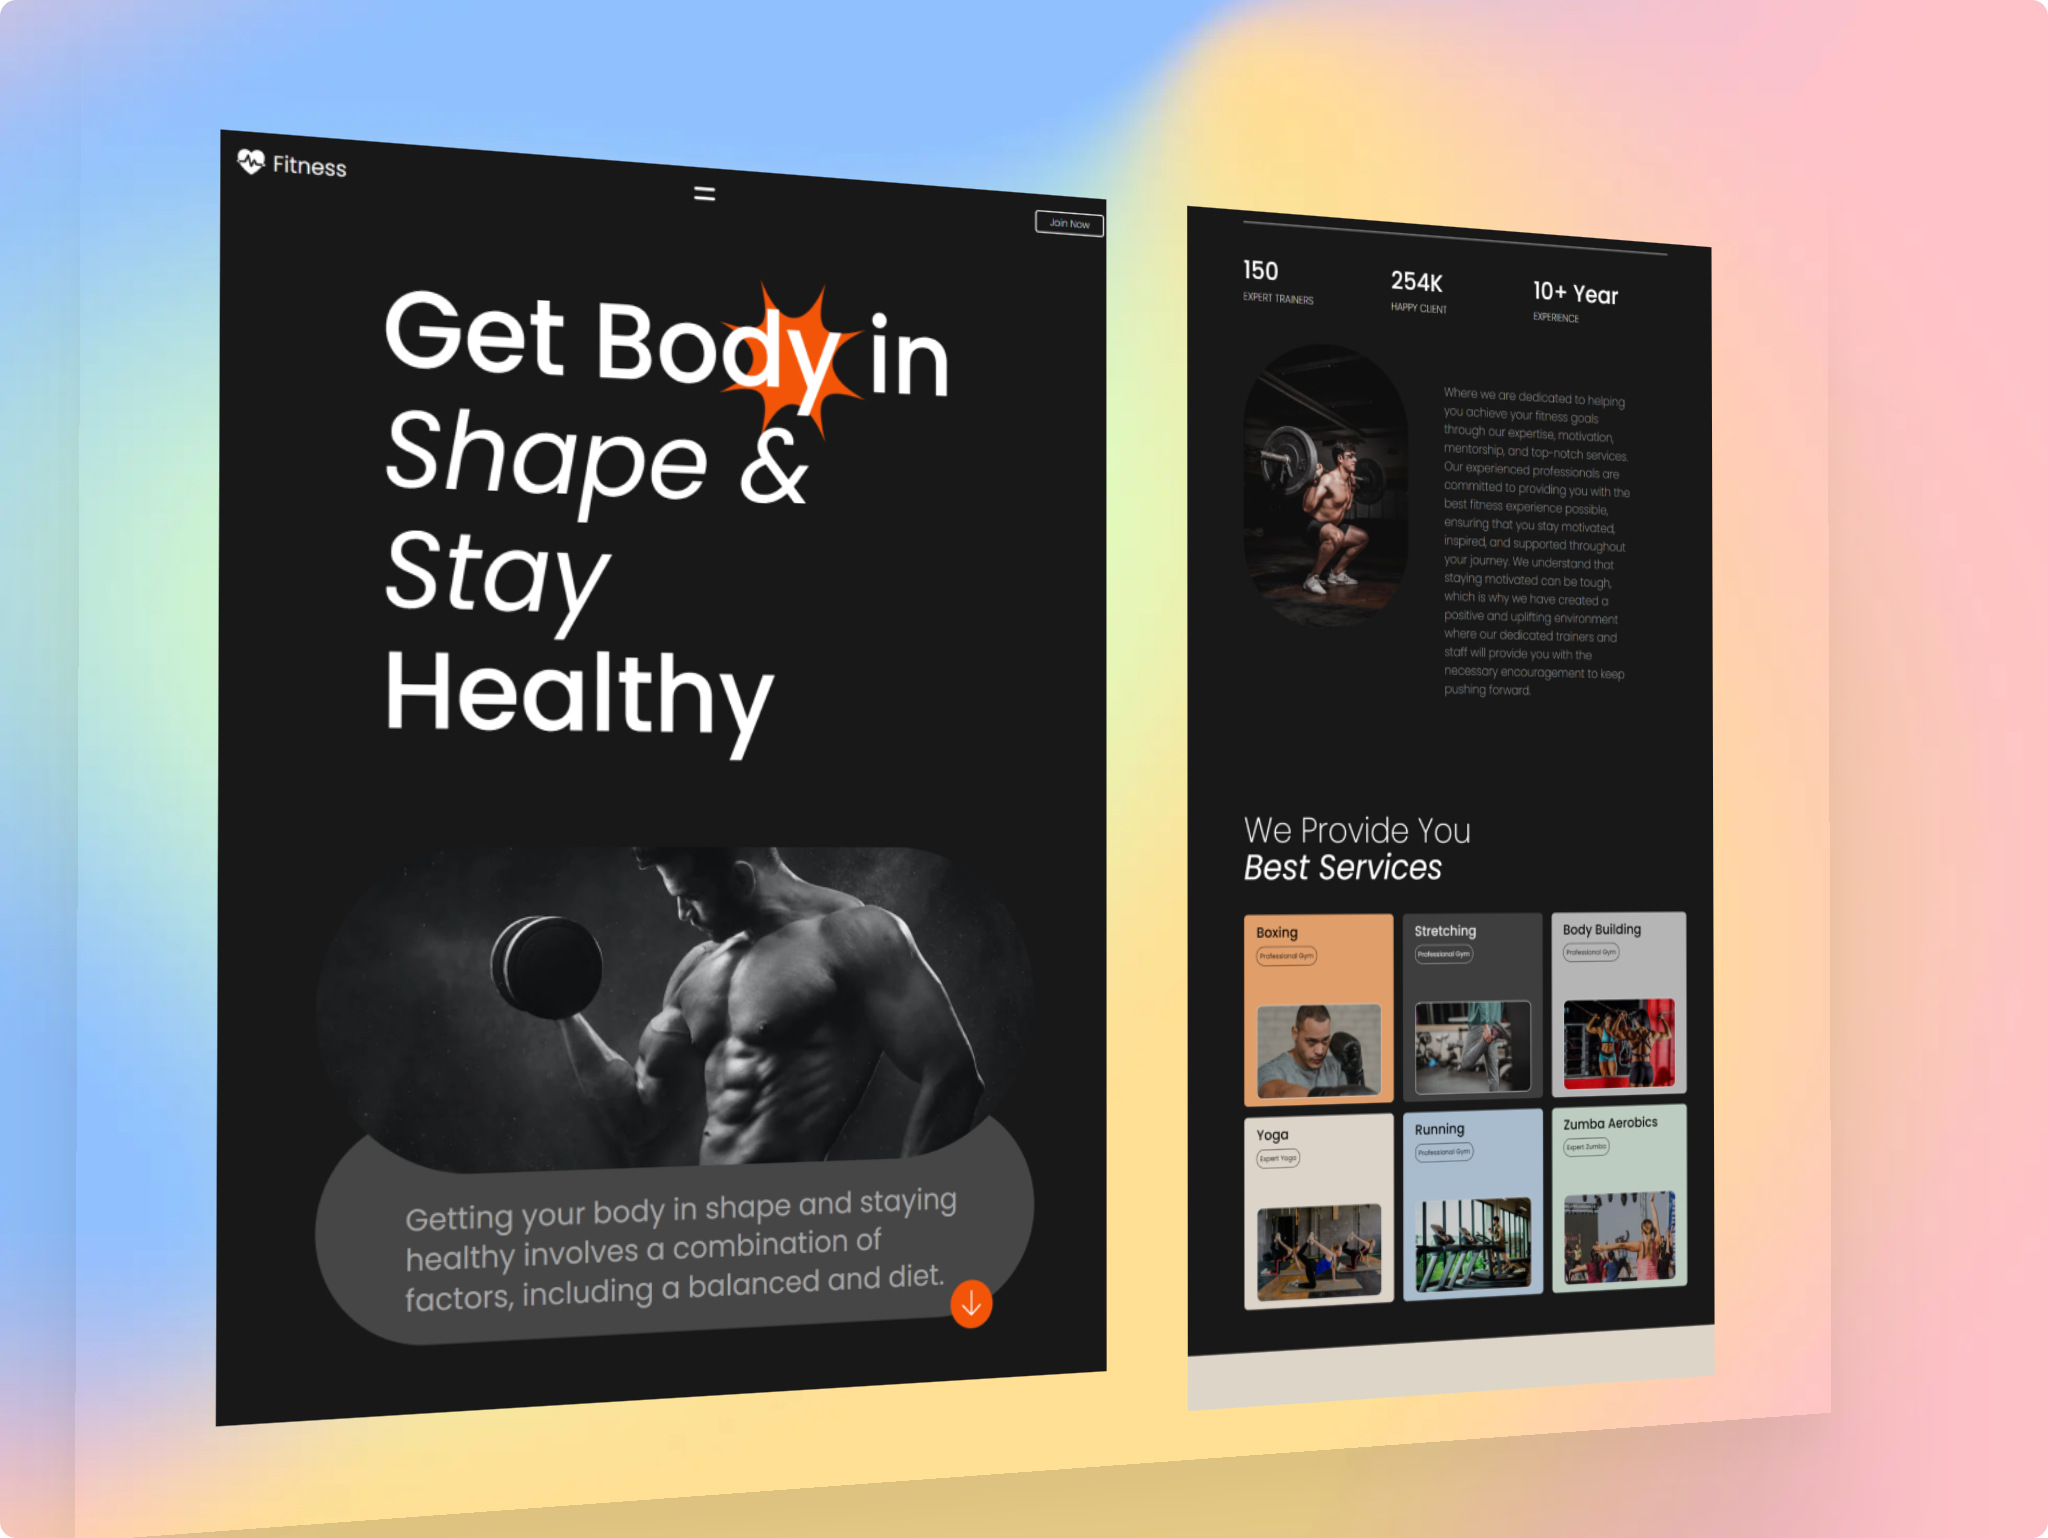 Fitness
Join Now
Get Body in
Shape &
Stay
Healthy
Getting your body in shape and staying
healthy involves a combination of
factors, including a balanced and diet.
150
EXPERT TRAINERS
254K
HAPPY CLIENT
10+ Year
EXPERIENCE
Where we are dedicated to helping
you achieve your fitness goals
through our expertise, motivation,
mentorship, and top-notch services.
Our experienced professionals are
committed to providing you with the
best fitness experience possible,
ensuring that you stay motivated,
inspired, and supported throughout
your journey. We understand that
staying motivated can be tough,
which is why we have created a
positive and uplifting environment
where our dedicated trainers and
staff will provide you with the
necessary encouragement to keep
pushing forward.
We Provide You
Best Services
Boxing
Professional Gym
Stretching
Professional Gym
Body Building
Professional Gym
Yoga
Expert Yoga
Running
Professional Gym
Zumba Aerobics
Expert Zumba